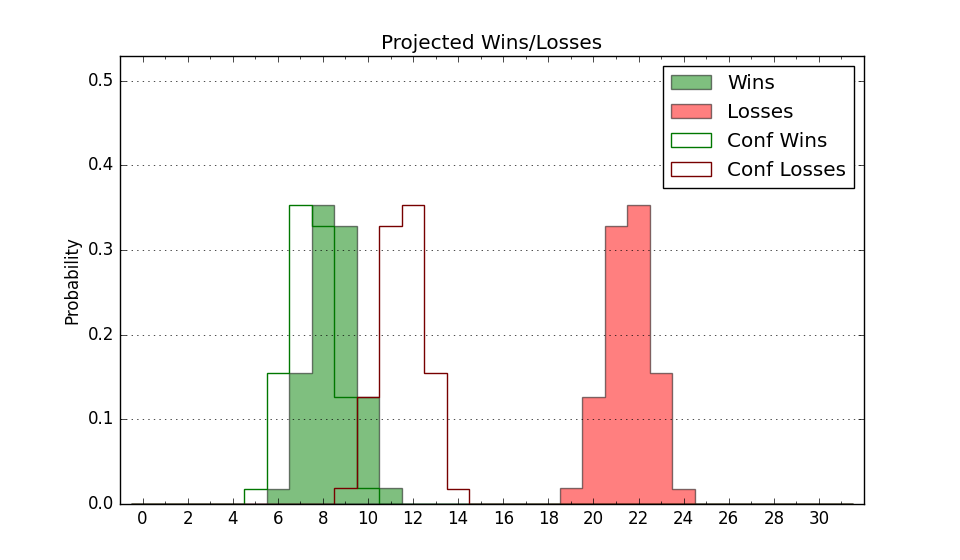 Projected Wins/Losses
Wins
Losses
Conf Wins
Conf Losses
Probability
0.5
0.4
0.3
0.2
0.1
0.0
0 2 4 6 8 10 12 14 16 18 20 22 24 26 28 30